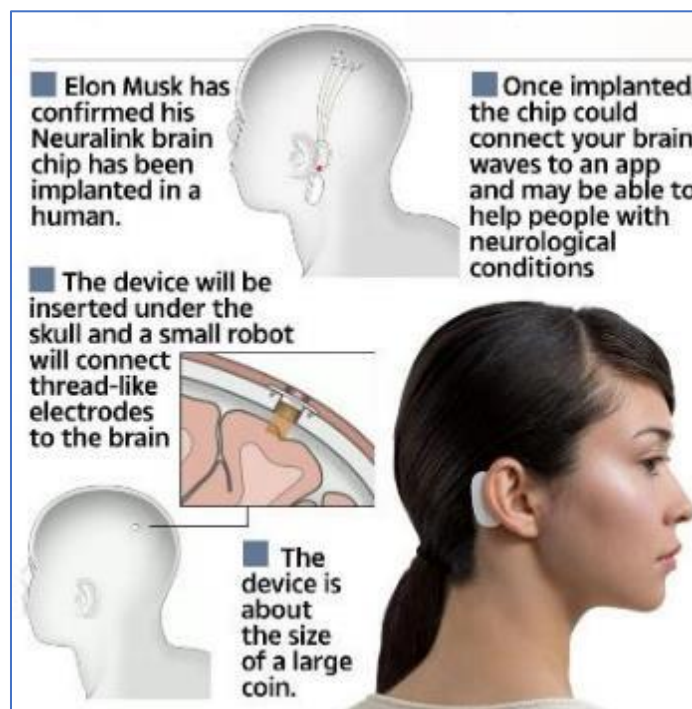 Elon Musk has
confirmed his
Neuralink brain
chip has been
implanted in a
human.
Once implanted
the chip could
connect your brain
waves to an app
and may be able to
help people with
neurological
conditions
The device will be
inserted under the
skull and a small robot
will connect
thread-like
electrodes
to the brain
The
device is
about
the size
of a large
coin.